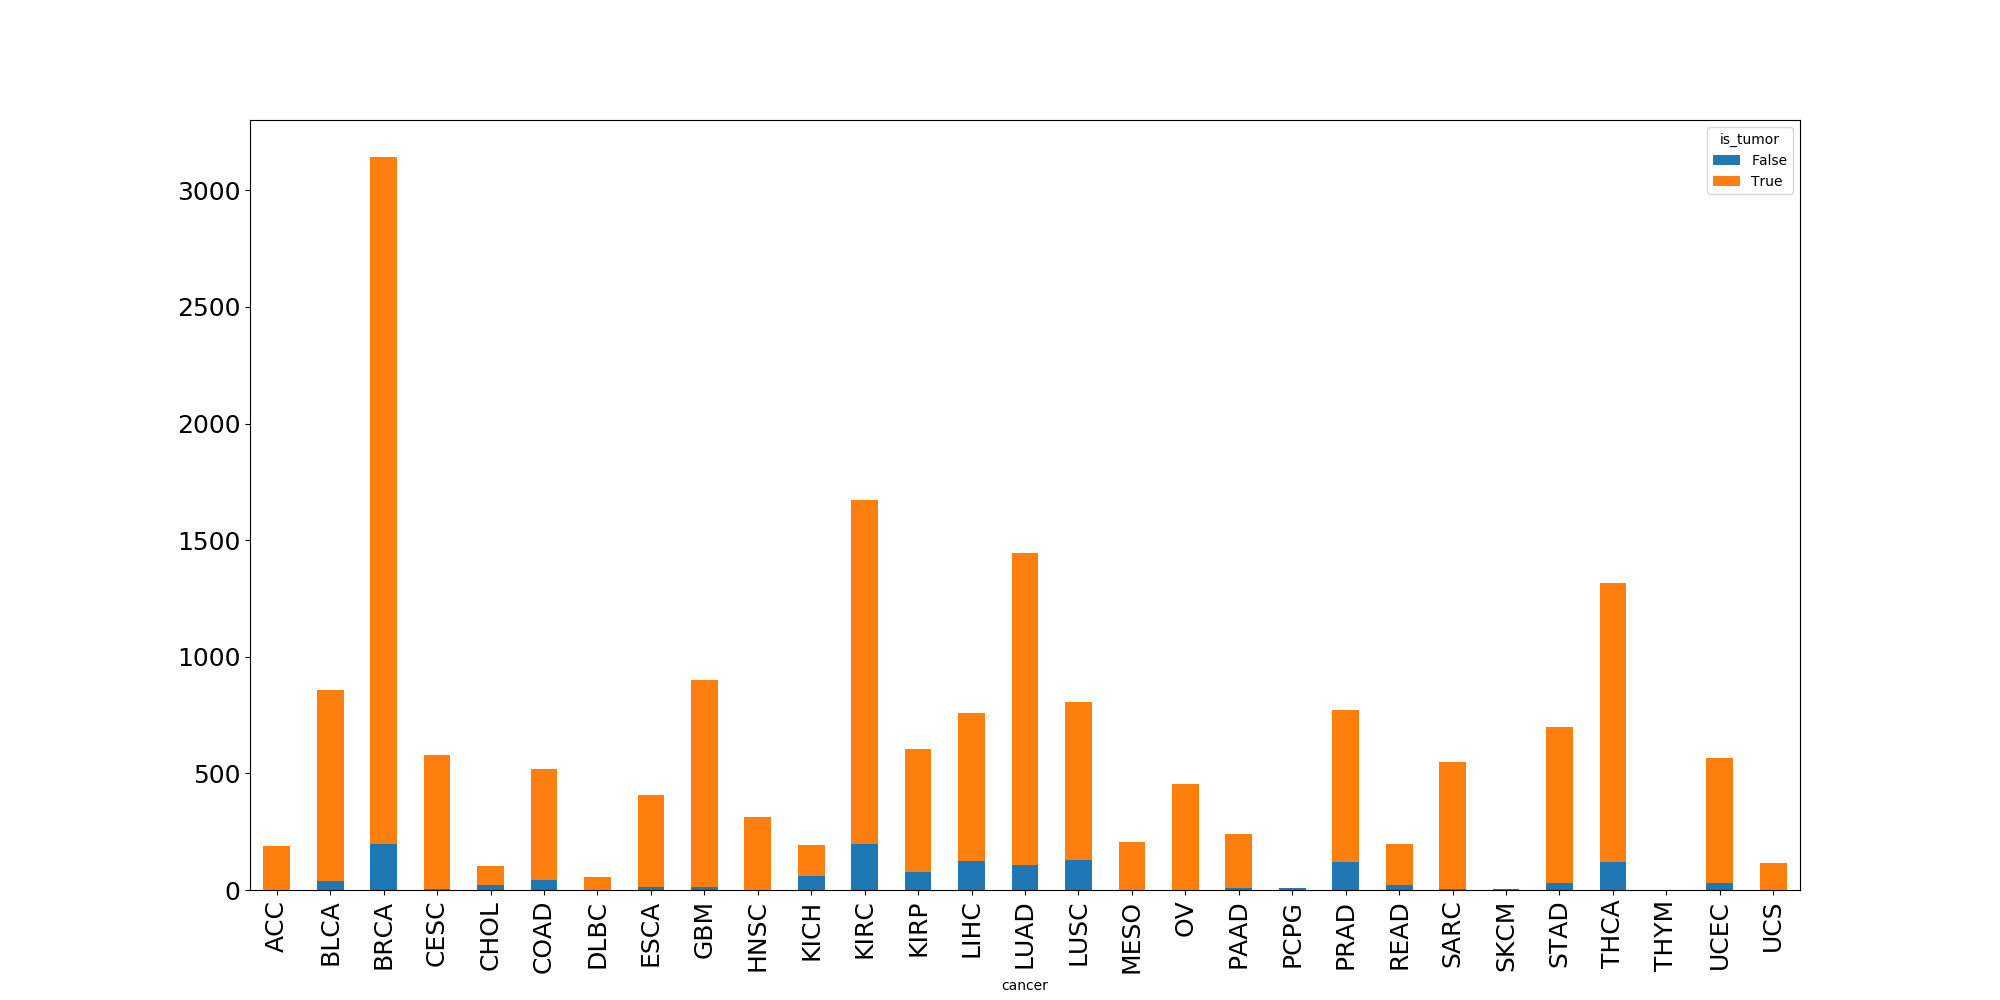 is_tumor
False
True
3000
2500
2000
1500
1000
500
0
ACC
BLCA
BRCA
CESC
CHOL
COAD
DLBC
ESCA
GBM
HNSC
KICH
KIRC
KIRP
LIHC
LUAD
LUSC
MESO
OV
PAAD
PCPG
PRAD
READ
SARC
SKCM
STAD
THCA
THYM
UCEC
UCS
cancer